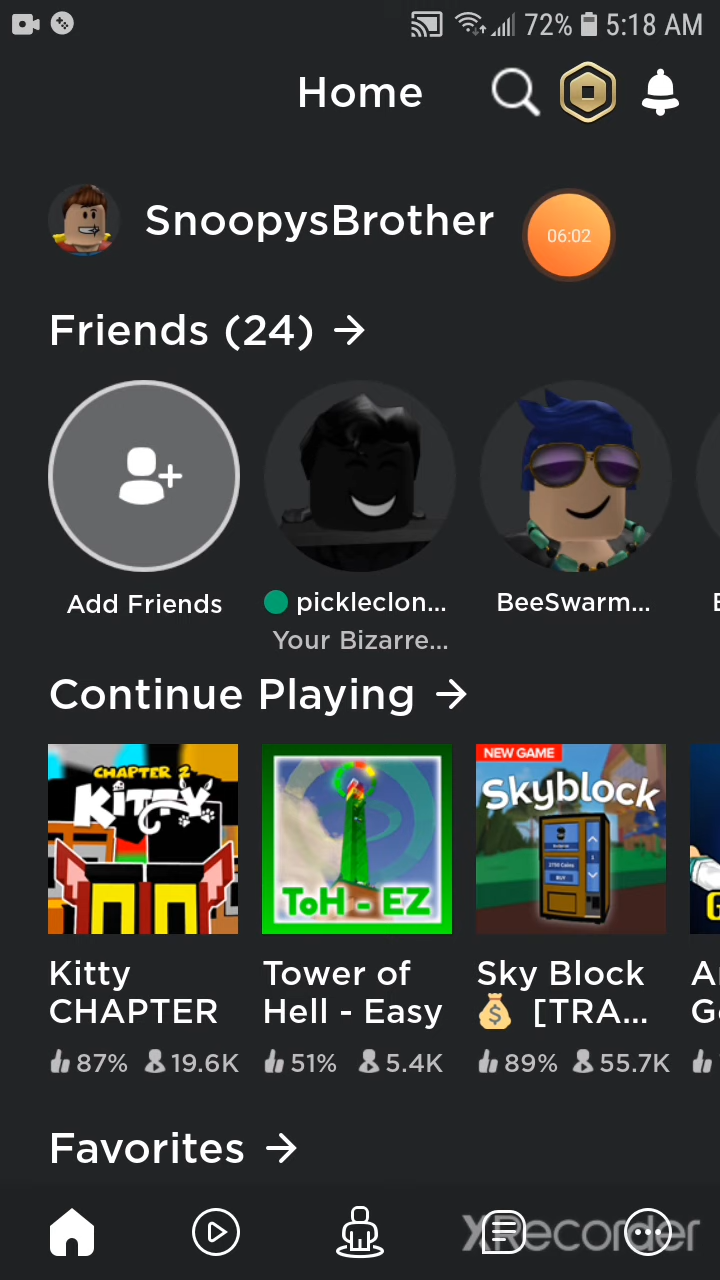 72% 5:18 AM
Home
SnoopysBrother
06:02
Friends (24)
Add Friends
pickleclon...
BeeSwarm...
Your Bizarre...
Continue Playing
CHAPTER 2
KITTY
ToH - EZ
NEW GAME
Skyblock
BUY
Kitty
CHAPTER
Tower of
Hell - Easy
Sky Block
💰 [TRA...
87% 19.6K
51% 5.4K
89% 55.7K
Favorites
XRecorder